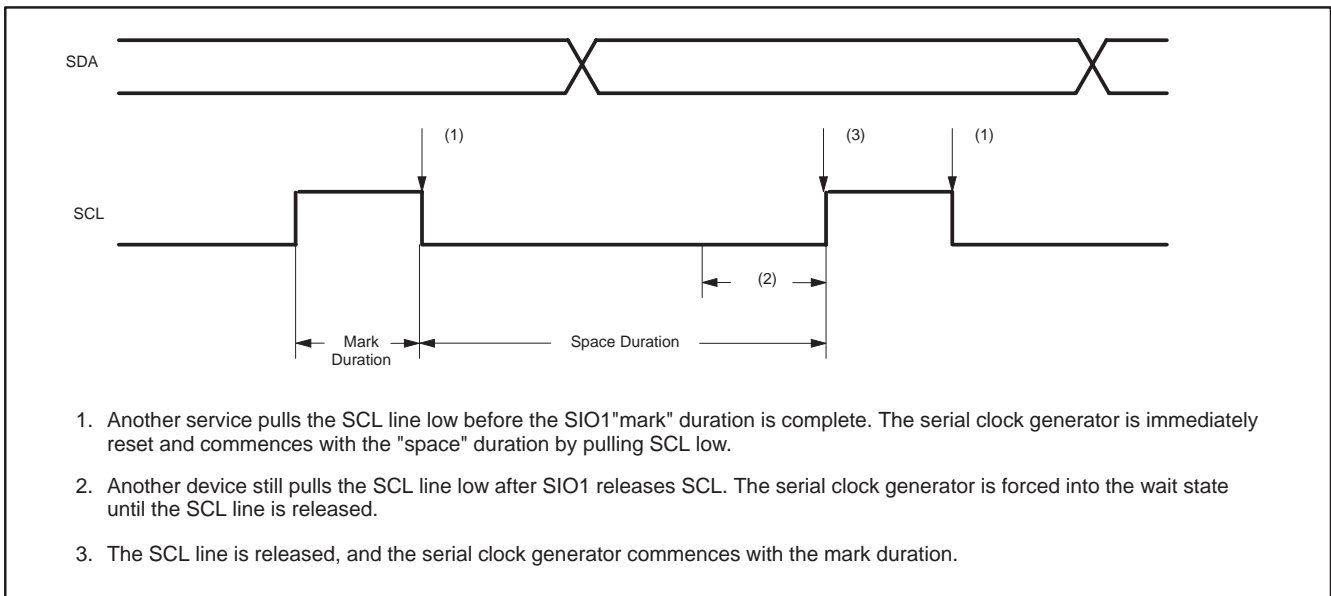 SDA
(1)
(3)
(1)
SCL
(2)
Mark
Duration
Space Duration
1. Another service pulls the SCL line low before the SIO1"mark" duration is complete. The serial clock generator is immediately
reset and commences with the "space" duration by pulling SCL low.
2. Another device still pulls the SCL line low after SIO1 releases SCL. The serial clock generator is forced into the wait state
until the SCL line is released.
3. The SCL line is released, and the serial clock generator commences with the mark duration.